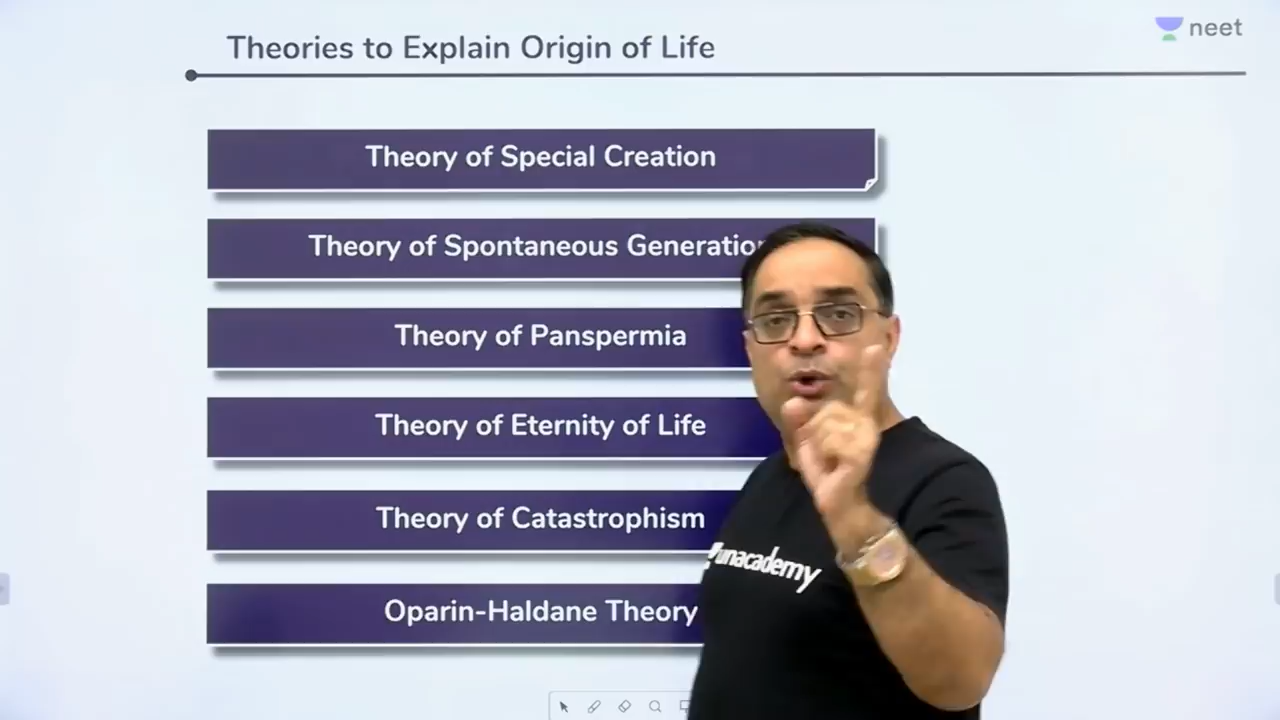 Theories to Explain Origin of Life
neet
Theory of Special Creation
Theory of Spontaneous Generation
Theory of Panspermia
Theory of Eternity of Life
Theory of Catastrophism
Oparin-Haldane Theory
unacademy